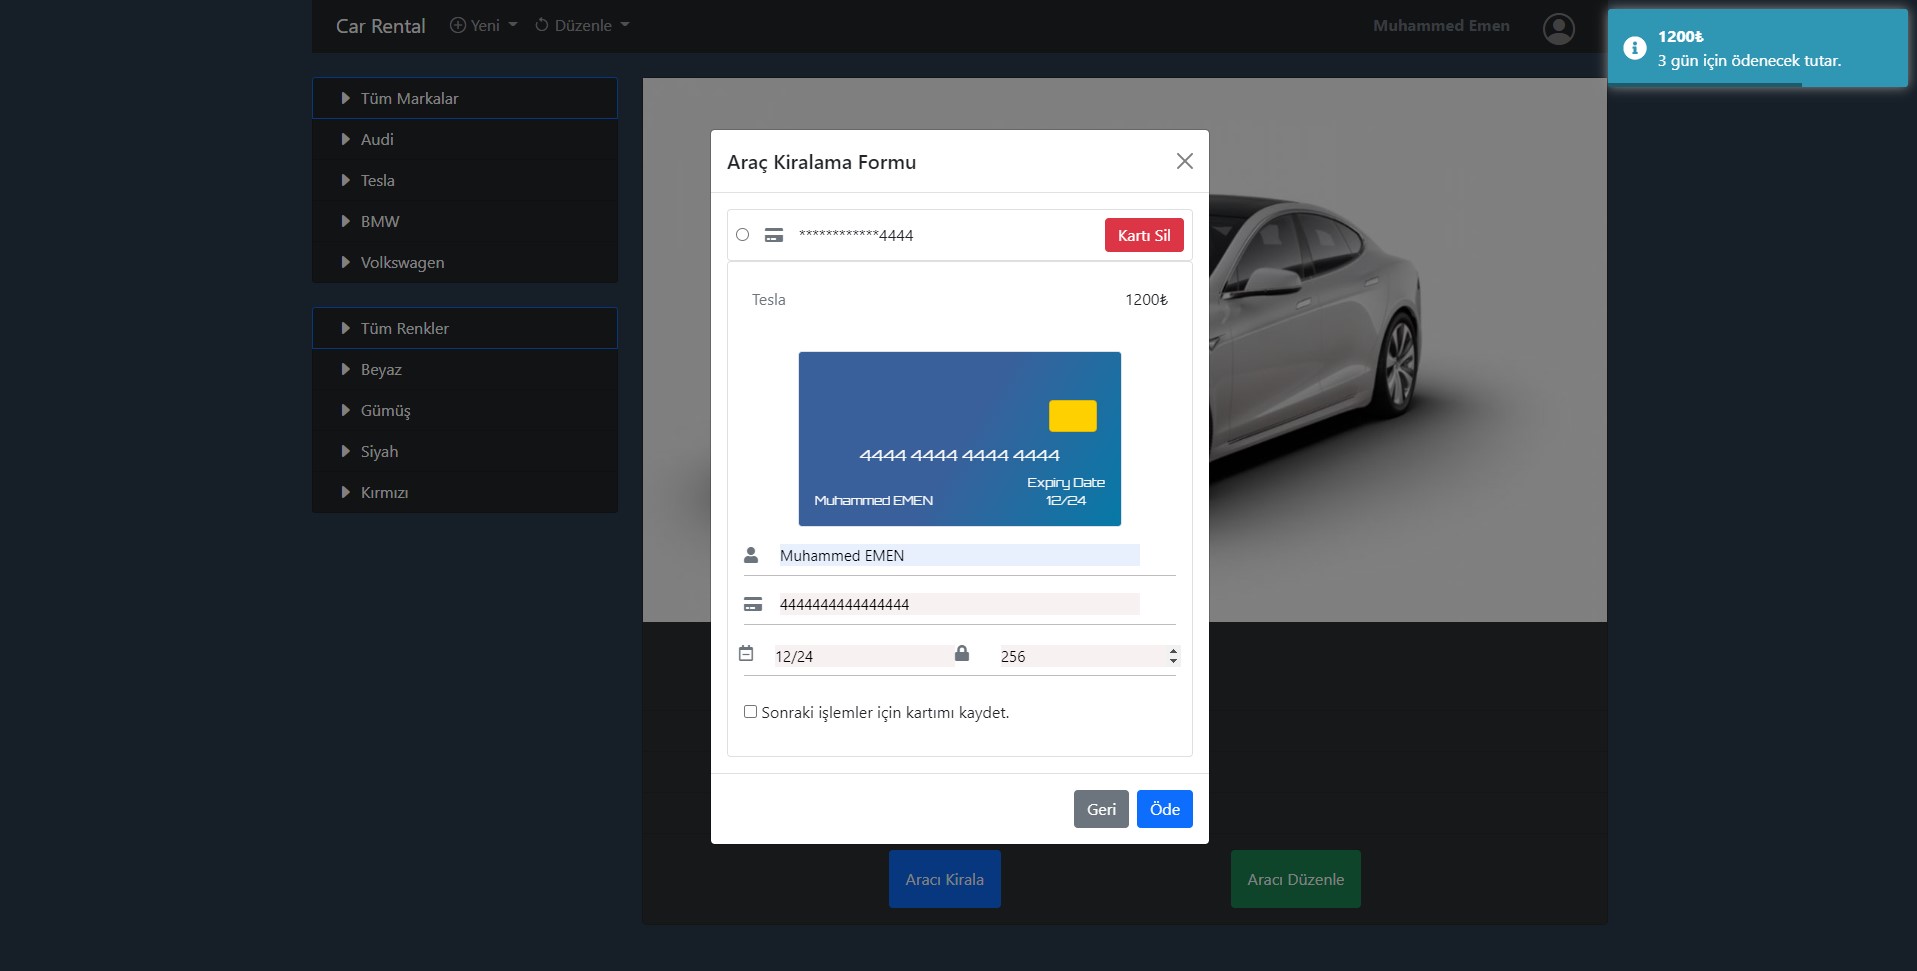 Car Rental
Yeni
Düzenle
Muhammed Emen
1200₺
3 gün için ödenecek tutar.
Tüm Markalar
Audi
Tesla
BMW
Volkswagen
Tüm Renkler
Beyaz
Gümüş
Siyah
Kırmızı
Araç Kiralama Formu
************4444
Kartı Sil
Tesla
1200₺
4444 4444 4444 4444
Expiry Date
Muhammed EMEN
12/24
Muhammed EMEN
4444444444444444
12/24
256
Sonraki işlemler için kartımı kaydet.
Geri
Öde
Aracı Kirala
Aracı Düzenle